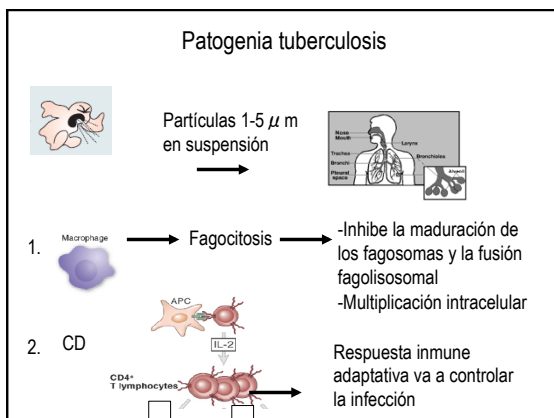 Patogenia tuberculosis
Partículas 1-5 μ m
en suspensión
Nose
Mouth
Larynx
Trachea
Bronchi
Pleural
space
Bronchioles
Alveoli
1.
Macrophage
Fagocitosis
-Inhibe la maduración de
los fagosomas y la fusión
fagolisosomal
-Multiplicación intracelular
APC
IL-2
2.
CD
CD4+
T lymphocytes
Respuesta inmune
adaptativa va a controlar
la infección